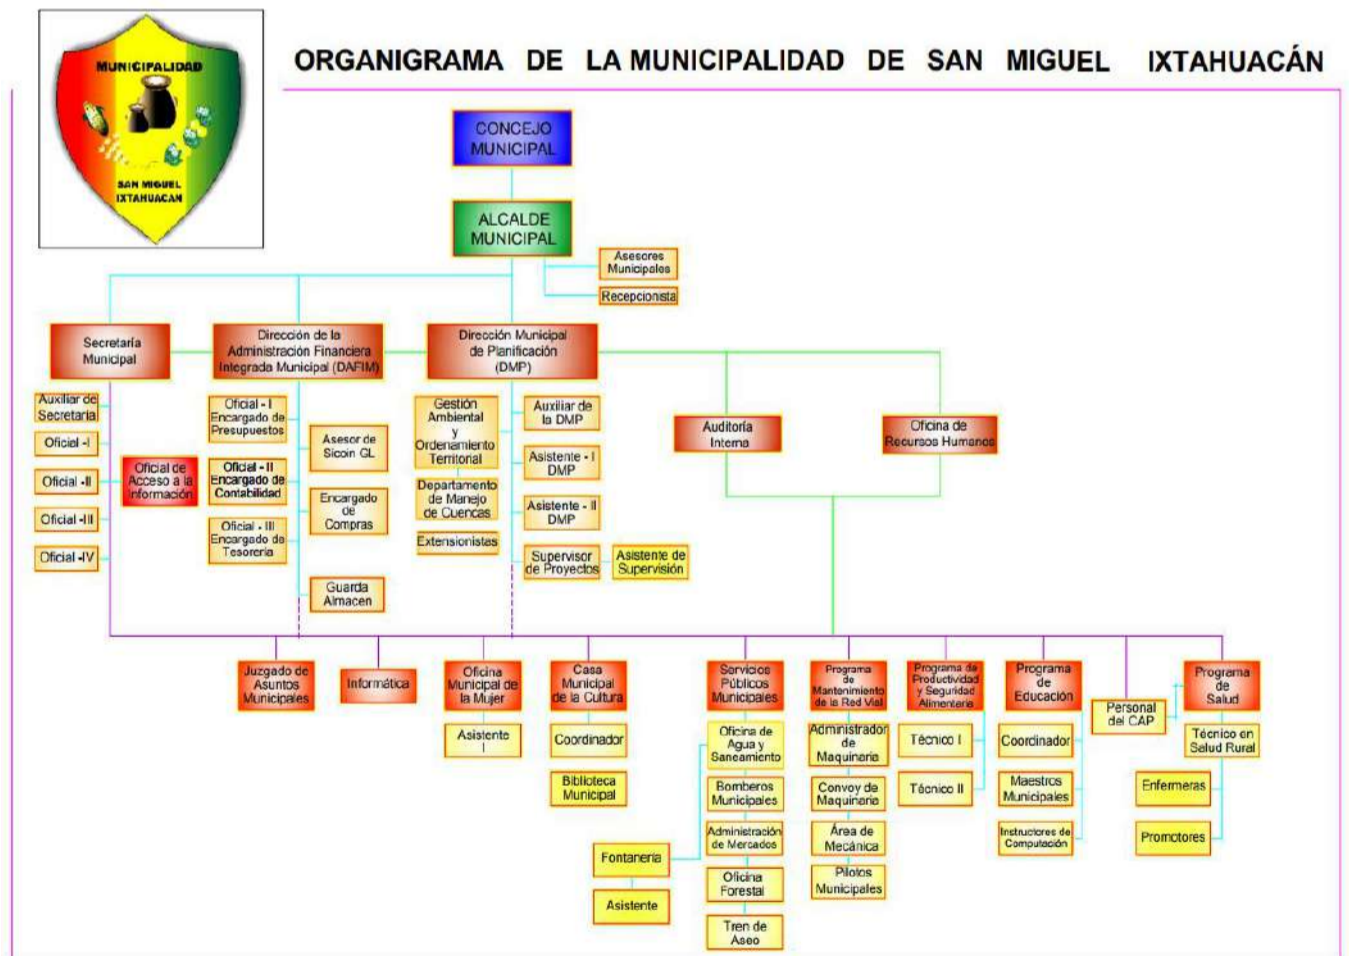 MUNICIPALIDAD
SAN MIGUEL
IXTAHUACAN
ORGANIGRAMA DE LA MUNICIPALIDAD DE SAN MIGUEL IXTAHUACÁN
CONCEJO
MUNICIPAL
ALCALDE
MUNICIPAL
Asesores
Municipales
Recepcionista
Secretaría
Municipal
Dirección de la
Administración Financiera
Integrada Municipal (DAFIM)
Dirección Municipal
de Planificación
(DMP)
Auditoría
Interna
Oficina de
Recursos Humanos
Auxiliar de
Secretaria
Oficial -I
Oficial -II
Oficial -III
Oficial -IV
Oficial de
Acceso a la
Información
Oficial - I
Encargado de
Presupuestos
Oficial - II
Encargado de
Contabilidad
Oficial - III
Encargado de
Tesorería
Asesor de
Sicoin GL
Encargado
de
Compras
Guarda
Almacen
Gestión
Ambiental
y
Ordenamiento
Territorial
Departamento
de Manejo
de Cuencas
Extensionistas
Auxiliar de
la DMP
Asistente - I
DMP
Asistente - II
DMP
Supervisor
de Proyectos
Asistente de
Supervisión
Juzgado de
Asuntos
Municipales
Informática
Oficina
Municipal de
la Mujer
Asistente
I
Casa
Municipal
de la Cultura
Coordinador
Biblioteca
Municipal
Servicios
Públicos
Municipales
Oficina de
Agua y
Saneamiento
Bomberos
Municipales
Administración
de Mercados
Oficina
Forestal
Tren de
Aseo
Fontanería
Asistente
Programa
de
Mantenimiento
de la Red Vial
Administrador
de
Maquinaria
Convoy de
Maquinaria
Área de
Mecánica
Pilotos
Municipales
Programa de
Productividad
y Seguridad
Alimentaria
Técnico I
Técnico II
Programa
de
Educación
Coordinador
Maestros
Municipales
Instructores de
Computación
Personal
del CAP
Programa
de
Salud
Técnico en
Salud Rural
Enfermeras
Promotores